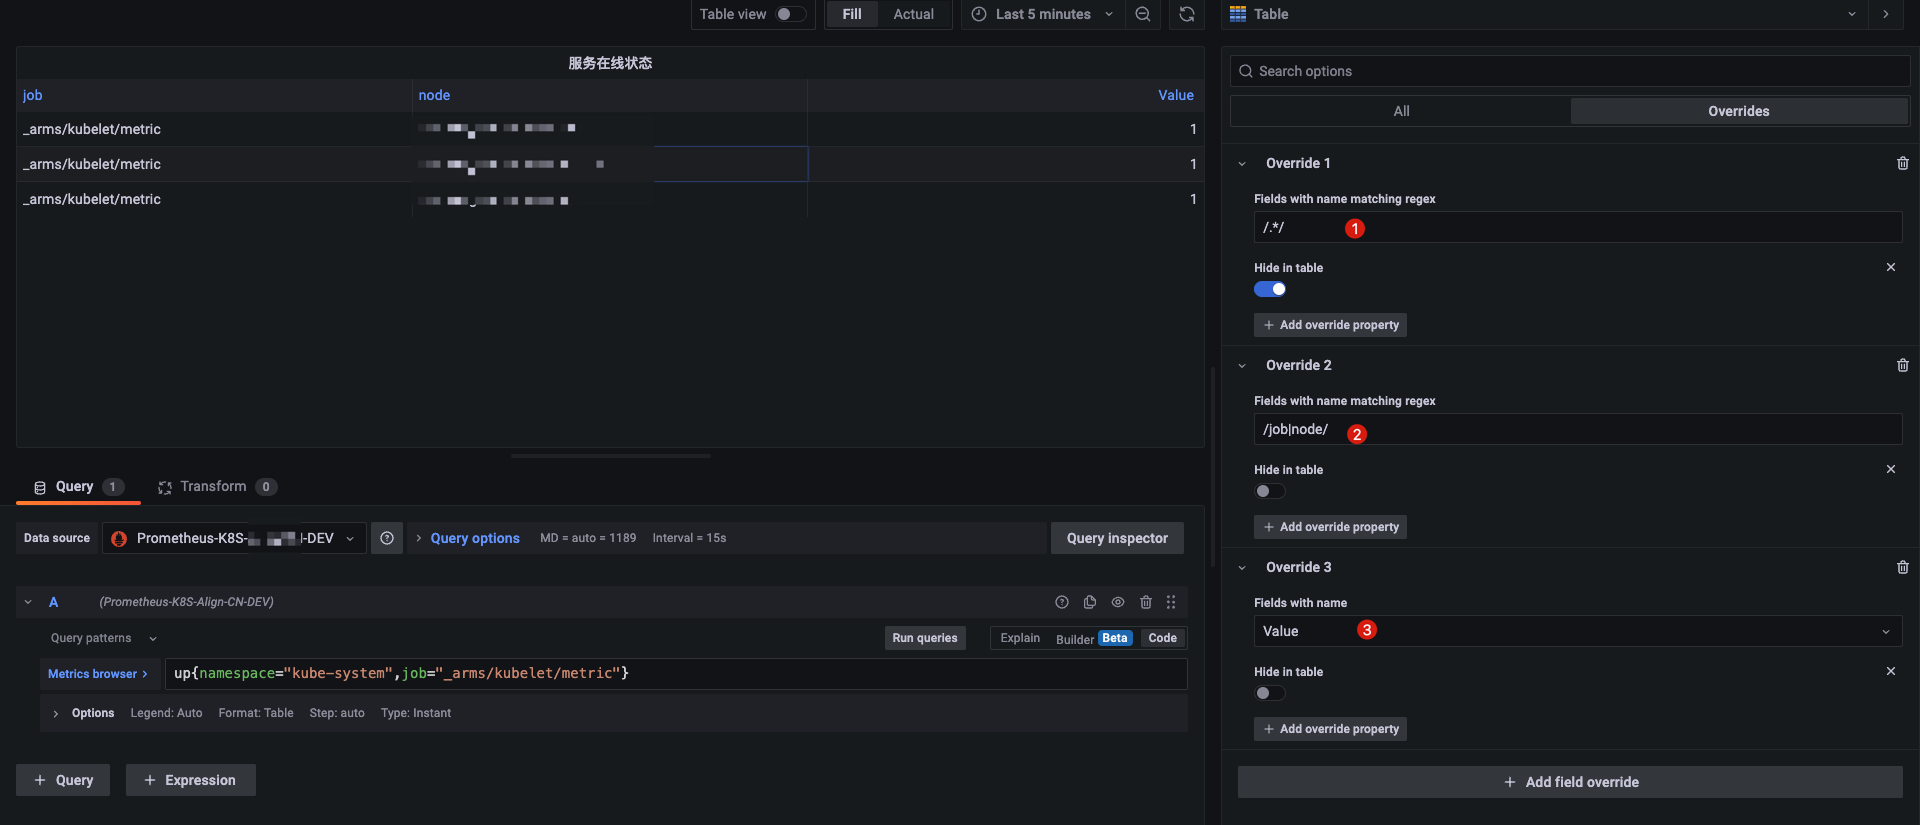 Table view
Fill
Actual
Last 5 minutes
Table
服务在线状态
job
node
Value
_arms/kubelet/metric
1
_arms/kubelet/metric
1
_arms/kubelet/metric
1
Query
1
Transform
0
Data source
Prometheus-K8S-
-DEV
Query options
MD = auto = 1189
Interval = 15s
Query inspector
A
(Prometheus-K8S-Align-CN-DEV)
Query patterns
Run queries
Explain
Builder
Beta
Code
Metrics browser >
up{namespace="kube-system",job="_arms/kubelet/metric"}
Options
Legend: Auto
Format: Table
Step: auto
Type: Instant
+ Query
+ Expression
Search options
All
Overrides
Override 1
Fields with name matching regex
/.*/
1
Hide in table
+ Add override property
Override 2
Fields with name matching regex
/job|node/
2
Hide in table
+ Add override property
Override 3
Fields with name
Value
3
Hide in table
+ Add override property
+ Add field override